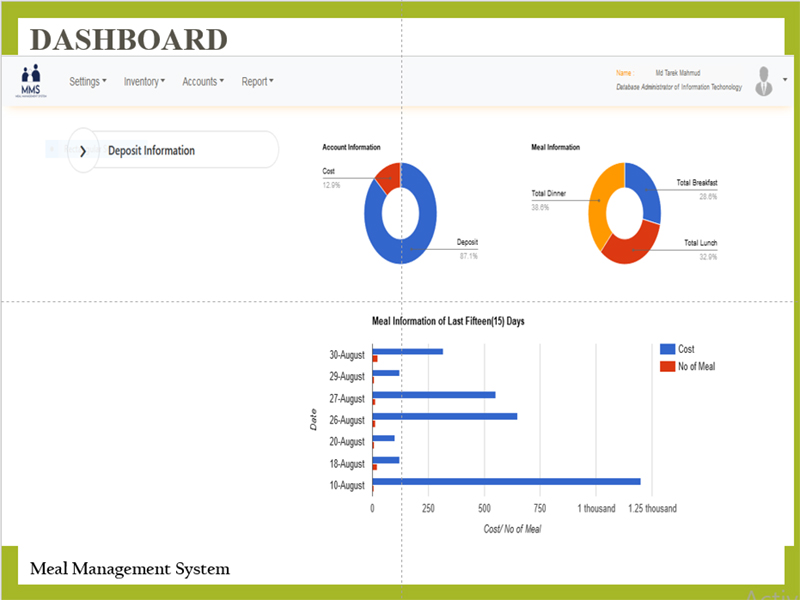 DASHBOARD
MMS
Settings
Inventory
Accounts
Report
Name :
Md Tarek Mahmud
Database Administrator of Information Techonology
Deposit Information
Account Information
Cost
12.9%
Deposit
87.1%
Meal Information
Total Dinner
38.6%
Total Breakfast
28.6%
Total Lunch
32.9%
Meal Information of Last Fifteen(15) Days
Cost
No of Meal
Date
30-August
29-August
27-August
26-August
20-August
18-August
10-August
0 250 500 750 1 thousand 1.25 thousand
Cost/ No of Meal
Meal Management System